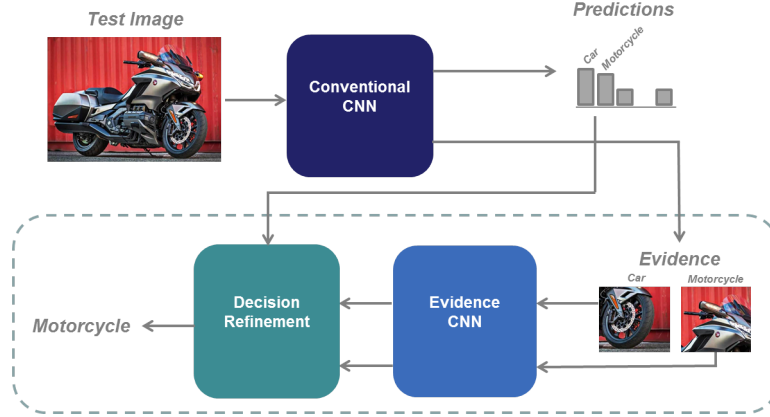 Test Image
Predictions
Car
Motorcycle
Conventional
CNN
Evidence
Car
Motorcycle
Decision
Refinement
Evidence
CNN
Motorcycle